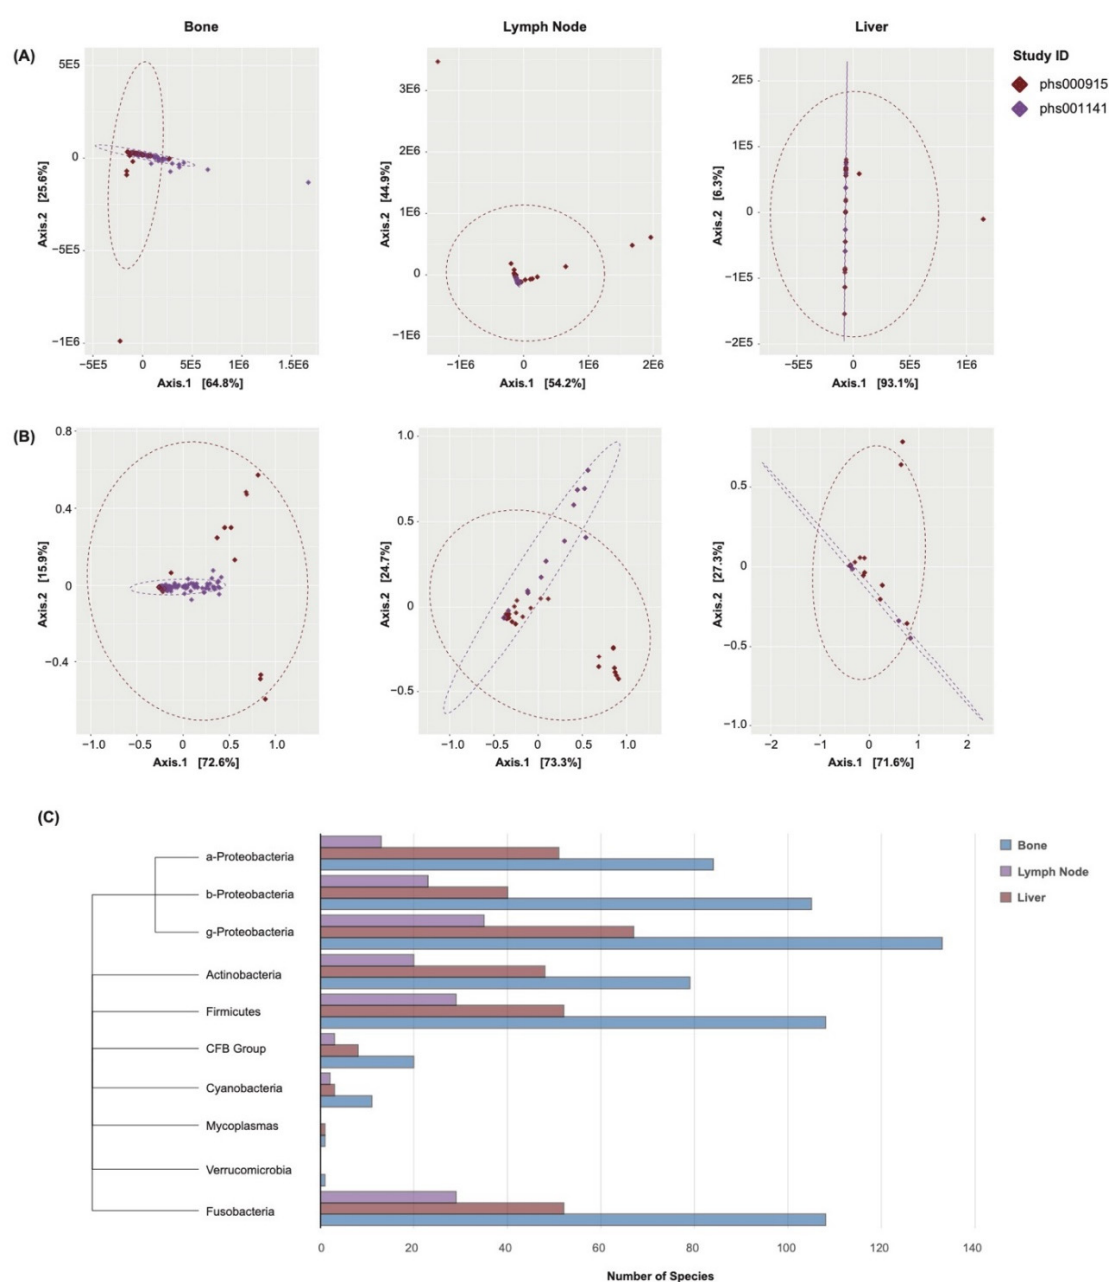 Bone
Lymph Node
Liver
(A)
Study ID
phs000915
phs001141
5E5
0
−5E5
−1E6
Axis.2 [25.6%]
−5E5
0
5E5
1E6
1.5E6
Axis.1 [64.8%]
3E6
2E6
1E6
0
−1E6
Axis.2 [44.9%]
−1E6
0
1E6
2E6
Axis.1 [54.2%]
2E5
1E5
0
−1E5
−2E5
Axis.2 [6.3%]
−5E5
0
5E5
1E6
Axis.1 [93.1%]
(B)
0.8
0.4
0
−0.4
Axis.2 [15.9%]
−1.0
−0.5
0
0.5
1.0
Axis.1 [72.6%]
1.0
0.5
0
−0.5
Axis.2 [24.7%]
−1.0
−0.5
0
0.5
1.0
Axis.1 [73.3%]
0.5
0
−0.5
−1.0
Axis.2 [27.3%]
−2
−1
0
1
2
Axis.1 [71.6%]
(C)
a-Proteobacteria
b-Proteobacteria
g-Proteobacteria
Actinobacteria
Firmicutes
CFB Group
Cyanobacteria
Mycoplasmas
Verrucomicrobia
Fusobacteria
Bone
Lymph Node
Liver
0
20
40
60
80
100
120
140
Number of Species